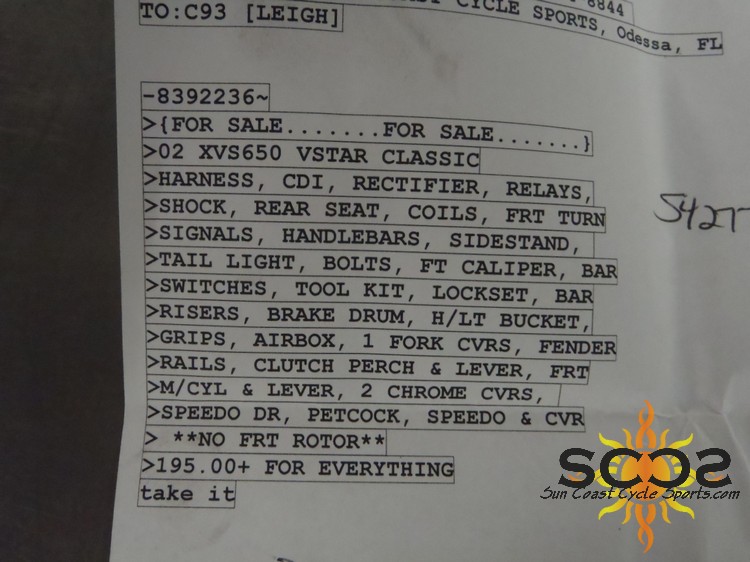 8844
CYCLE SPORTS, Odessa, FL
TO:C93 [LEIGH]
-8392236~
>{FOR SALE........FOR SALE.......}
>02 XVS650 VSTAR CLASSIC
>HARNESS, CDI, RECTIFIER, RELAYS,
>SHOCK, REAR SEAT, COILS, FRT TURN
>SIGNALS, HANDLEBARS, SIDESTAND,
>TAIL LIGHT, BOLTS, FT CALIPER, BAR
>SWITCHES, TOOL KIT, LOCKSET, BAR
>RISERS, BRAKE DRUM, H/LT BUCKET,
>GRIPS, AIRBOX, 1 FORK CVRS, FENDER
>RAILS, CLUTCH PERCH & LEVER, FRT
>M/CYL & LEVER, 2 CHROME CVRS,
>SPEEDO DR, PETCOCK, SPEEDO & CVR
> **NO FRT ROTOR**
>195.00+ FOR EVERYTHING
take it
5427
SCCS
Sun Coast Cycle Sports.com